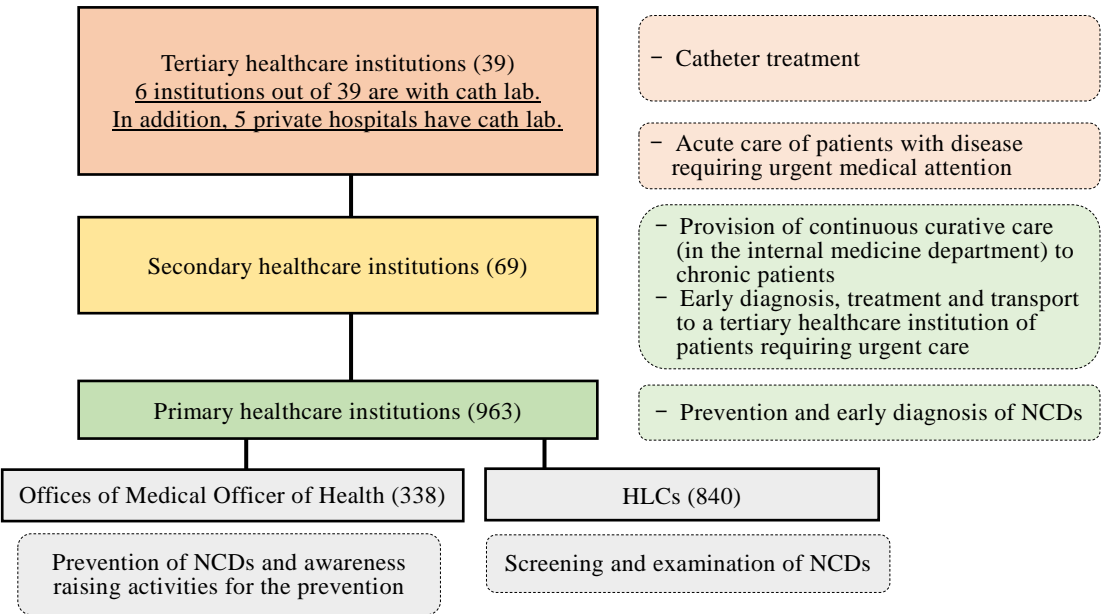 Tertiary healthcare institutions (39)
6 institutions out of 39 are with cath lab.
In addition, 5 private hospitals have cath lab.
− Catheter treatment
− Acute care of patients with disease
requiring urgent medical attention
Secondary healthcare institutions (69)
− Provision of continuous curative care
(in the internal medicine department) to
chronic patients
− Early diagnosis, treatment and transport
to a tertiary healthcare institution of
patients requiring urgent care
Primary healthcare institutions (963)
− Prevention and early diagnosis of NCDs
Offices of Medical Officer of Health (338)
HLCs (840)
Prevention of NCDs and awareness
raising activities for the prevention
Screening and examination of NCDs